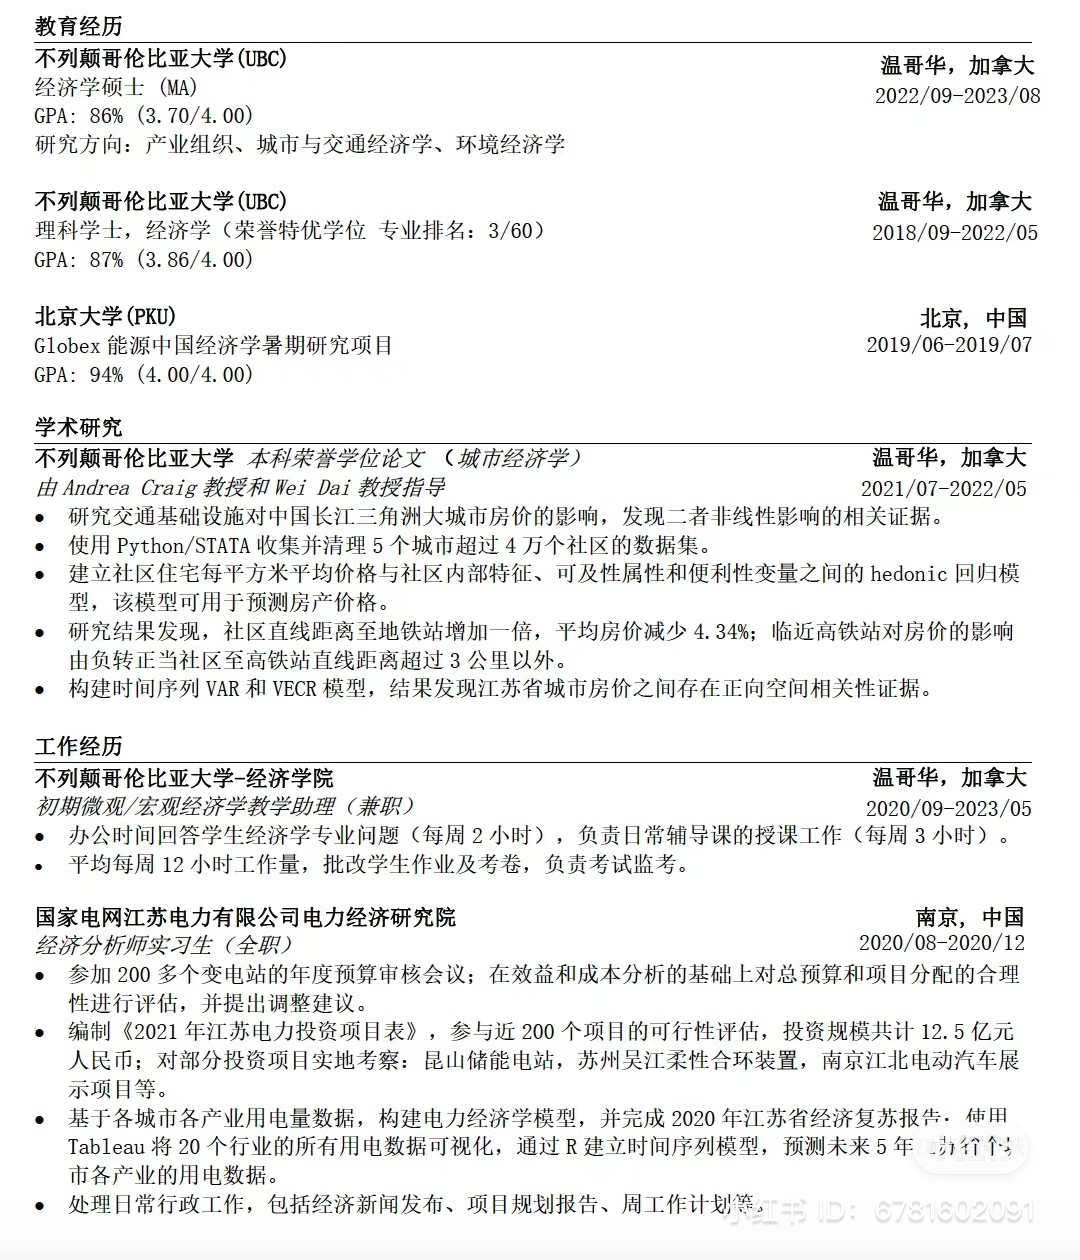 教育经历
不列颠哥伦比亚大学(UBC) 温哥华，加拿大
经济学硕士 (MA) 2022/09-2023/08
GPA: 86% (3.70/4.00)
研究方向：产业组织、城市与交通经济学、环境经济学
不列颠哥伦比亚大学(UBC) 温哥华，加拿大
理科学士，经济学（荣誉特优学位 专业排名：3/60） 2018/09-2022/05
GPA: 87% (3.86/4.00)
北京大学(PKU) 北京, 中国
Globex 能源中国经济学暑期研究项目 2019/06-2019/07
GPA: 94% (4.00/4.00)
学术研究
不列颠哥伦比亚大学 本科荣誉学位论文 （城市经济学） 温哥华，加拿大
由 Andrea Craig 教授和 Wei Dai 教授指导 2021/07-2022/05
● 研究交通基础设施对中国长江三角洲大城市房价的影响，发现二者非线性影响的相关证据。
● 使用 Python/STATA 收集并清理 5 个城市超过 4 万个社区的数据集。
● 建立社区住宅每平方米平均价格与社区内部特征、可及性属性和便利性变量之间的 hedonic 回归模
型，该模型可用于预测房产价格。
● 研究结果发现，社区直线距离至地铁站增加一倍，平均房价减少 4.34%；临近高铁站对房价的影响
由负转正当社区至高铁站直线距离超过 3 公里以外。
● 构建时间序列 VAR 和 VECR 模型，结果发现江苏省城市房价之间存在正向空间相关性证据。
工作经历
不列颠哥伦比亚大学-经济学院 温哥华，加拿大
初期微观/宏观经济学教学助理（兼职） 2020/09-2023/05
● 办公时间回答学生经济学专业问题（每周 2 小时），负责日常辅导课的授课工作（每周 3 小时）。
● 平均每周 12 小时工作量，批改学生作业及考卷，负责考试监考。
国家电网江苏电力有限公司电力经济研究院 南京, 中国
经济分析师实习生（全职） 2020/08-2020/12
● 参加 200 多个变电站的年度预算审核会议；在效益和成本分析的基础上对总预算和项目分配的合理
性进行评估，并提出调整建议。
● 编制《2021 年江苏电力投资项目表》，参与近 200 个项目的可行性评估，投资规模共计 12.5 亿元
人民币；对部分投资项目实地考察：昆山储能电站，苏州吴江柔性合环装置，南京江北电动汽车展
示项目等。
● 基于各城市各产业用电量数据，构建电力经济学模型，并完成 2020 年江苏省经济复苏报告；使用
Tableau 将 20 个行业的所有用电数据可视化，通过 R 建立时间序列模型，预测未来 5 年
市各产业的用电数据。
● 处理日常行政工作，包括经济新闻发布、项目规划报告、周工作计划等。
小红书 ID: 6781602091